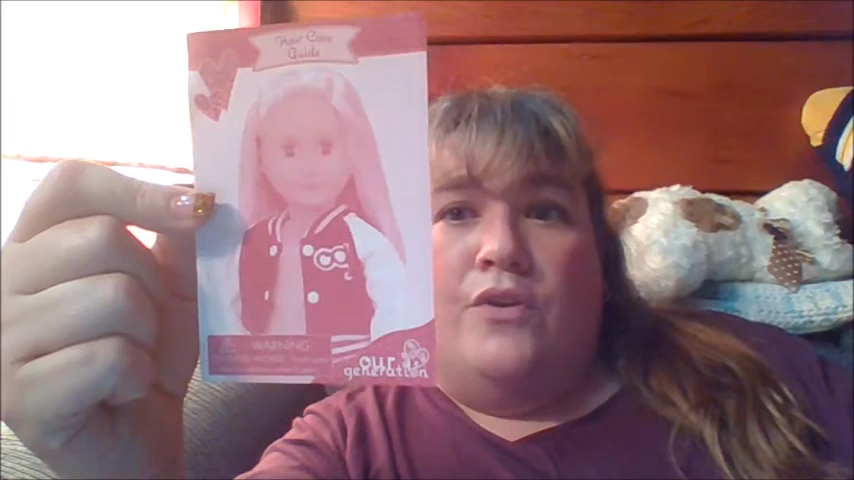 Hair Care
Guide
WARNING
our
generation